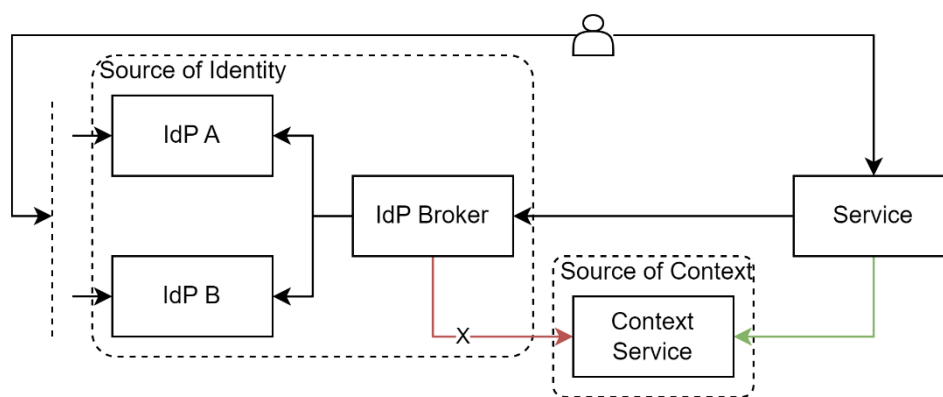 Source of Identity
IdP A
IdP Broker
Service
IdP B
Source of Context
X
Context
Service